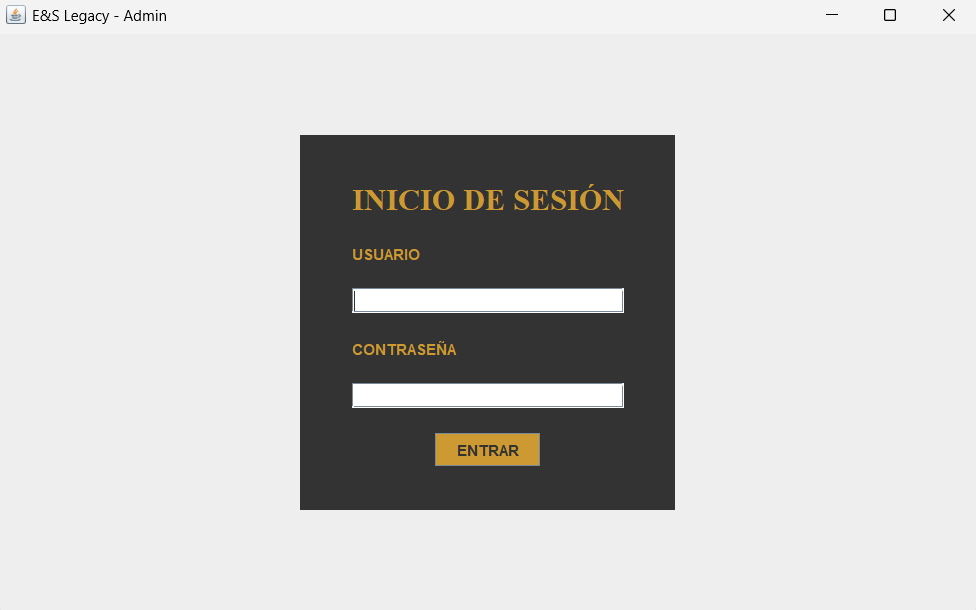 E&S Legacy - Admin
INICIO DE SESIÓN
USUARIO
CONTRASEÑA
ENTRAR